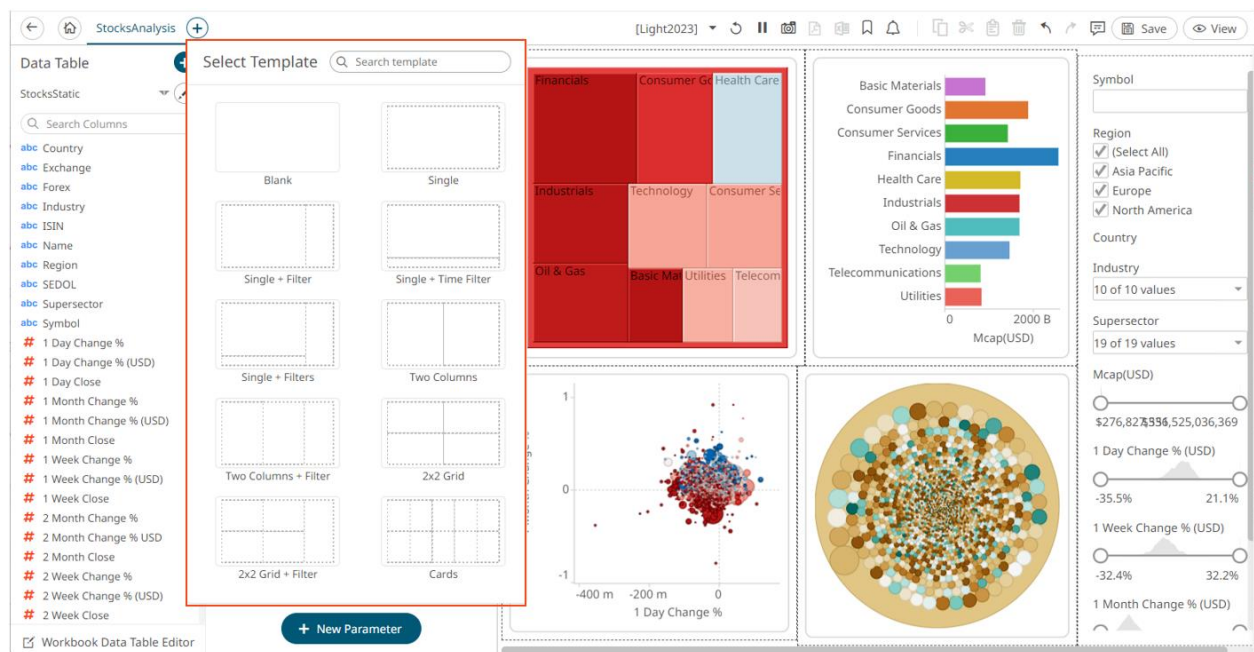 StocksAnalysis
[Light2023]
Save
View
Data Table
StocksStatic
Search Columns
abc Country
abc Exchange
abc Forex
abc Industry
abc ISIN
abc Name
abc Region
abc SEDOL
abc Supersector
abc Symbol
# 1 Day Change %
# 1 Day Change % (USD)
# 1 Day Close
# 1 Month Change %
# 1 Month Change % (USD)
# 1 Month Close
# 1 Week Change %
# 1 Week Change % (USD)
# 1 Week Close
# 2 Month Change %
# 2 Month Change % USD
# 2 Month Close
# 2 Week Change %
# 2 Week Change % (USD)
# 2 Week Close
Workbook Data Table Editor
Select Template
Search template
Blank
Single
Single + Filter
Single + Time Filter
Single + Filters
Two Columns
Two Columns + Filter
2x2 Grid
2x2 Grid + Filter
Cards
+ New Parameter
Financials
Consumer Gc
Health Care
Industrials
Technology
Consumer Se
Oil & Gas
Basic Mat
Utilities
Telecom
Basic Materials
Consumer Goods
Consumer Services
Financials
Health Care
Industrials
Oil & Gas
Technology
Telecommunications
Utilities
0
2000 B
Mcap(USD)
1
0
-1
-400 m
-200 m
0
1 Day Change %
Symbol
Region
(Select All)
Asia Pacific
Europe
North America
Country
Industry
10 of 10 values
Supersector
19 of 19 values
Mcap(USD)
525,036,369
1 Day Change % (USD)
-35.5%
21.1%
1 Week Change % (USD)
-32.4%
32.2%
1 Month Change % (USD)